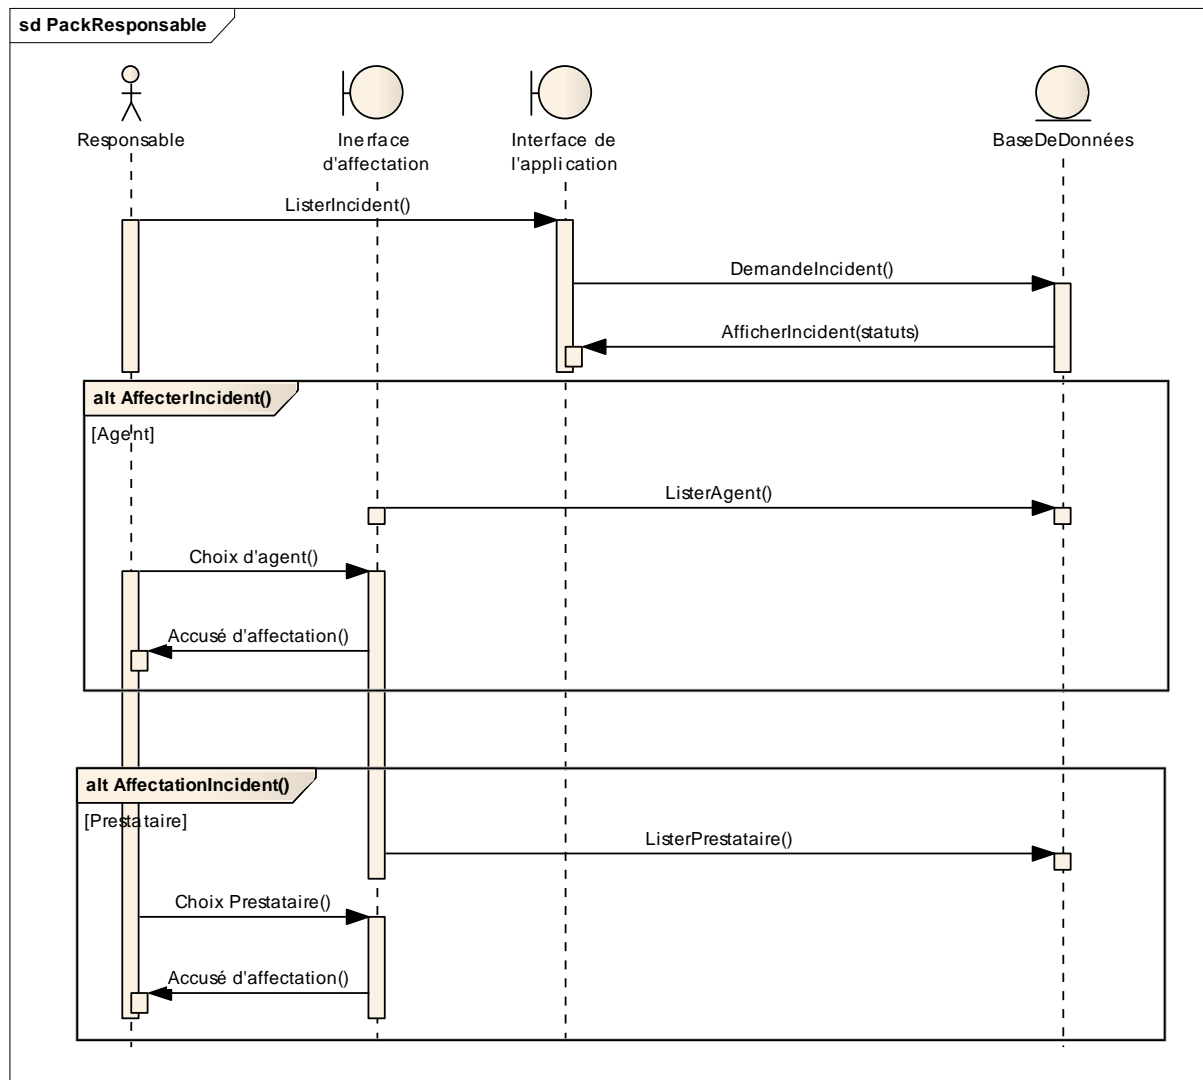 sd PackResponsable
Responsable
Inerface
d'affectation
Interface de
l'application
BaseDeDonnées
ListerIncident()
DemandeIncident()
AfficherIncident(statuts)
alt AffecterIncident()
[Agent]
ListerAgent()
Choix d'agent()
Accusé d'affectation()
alt AffectationIncident()
[Prestataire]
ListerPrestataire()
Choix Prestataire()
Accusé d'affectation()